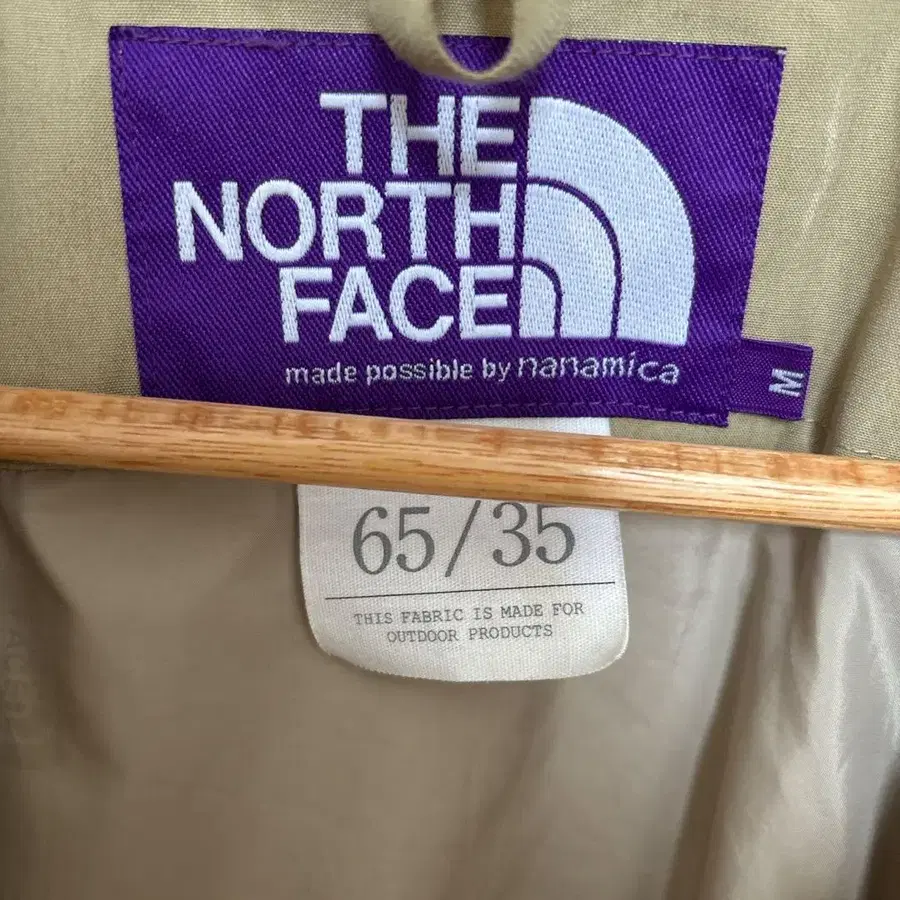 THE
NORTH
FACE
made possible by nanamica
M
65/35
THIS FABRIC IS MADE FOR
OUTDOOR PRODUCTS